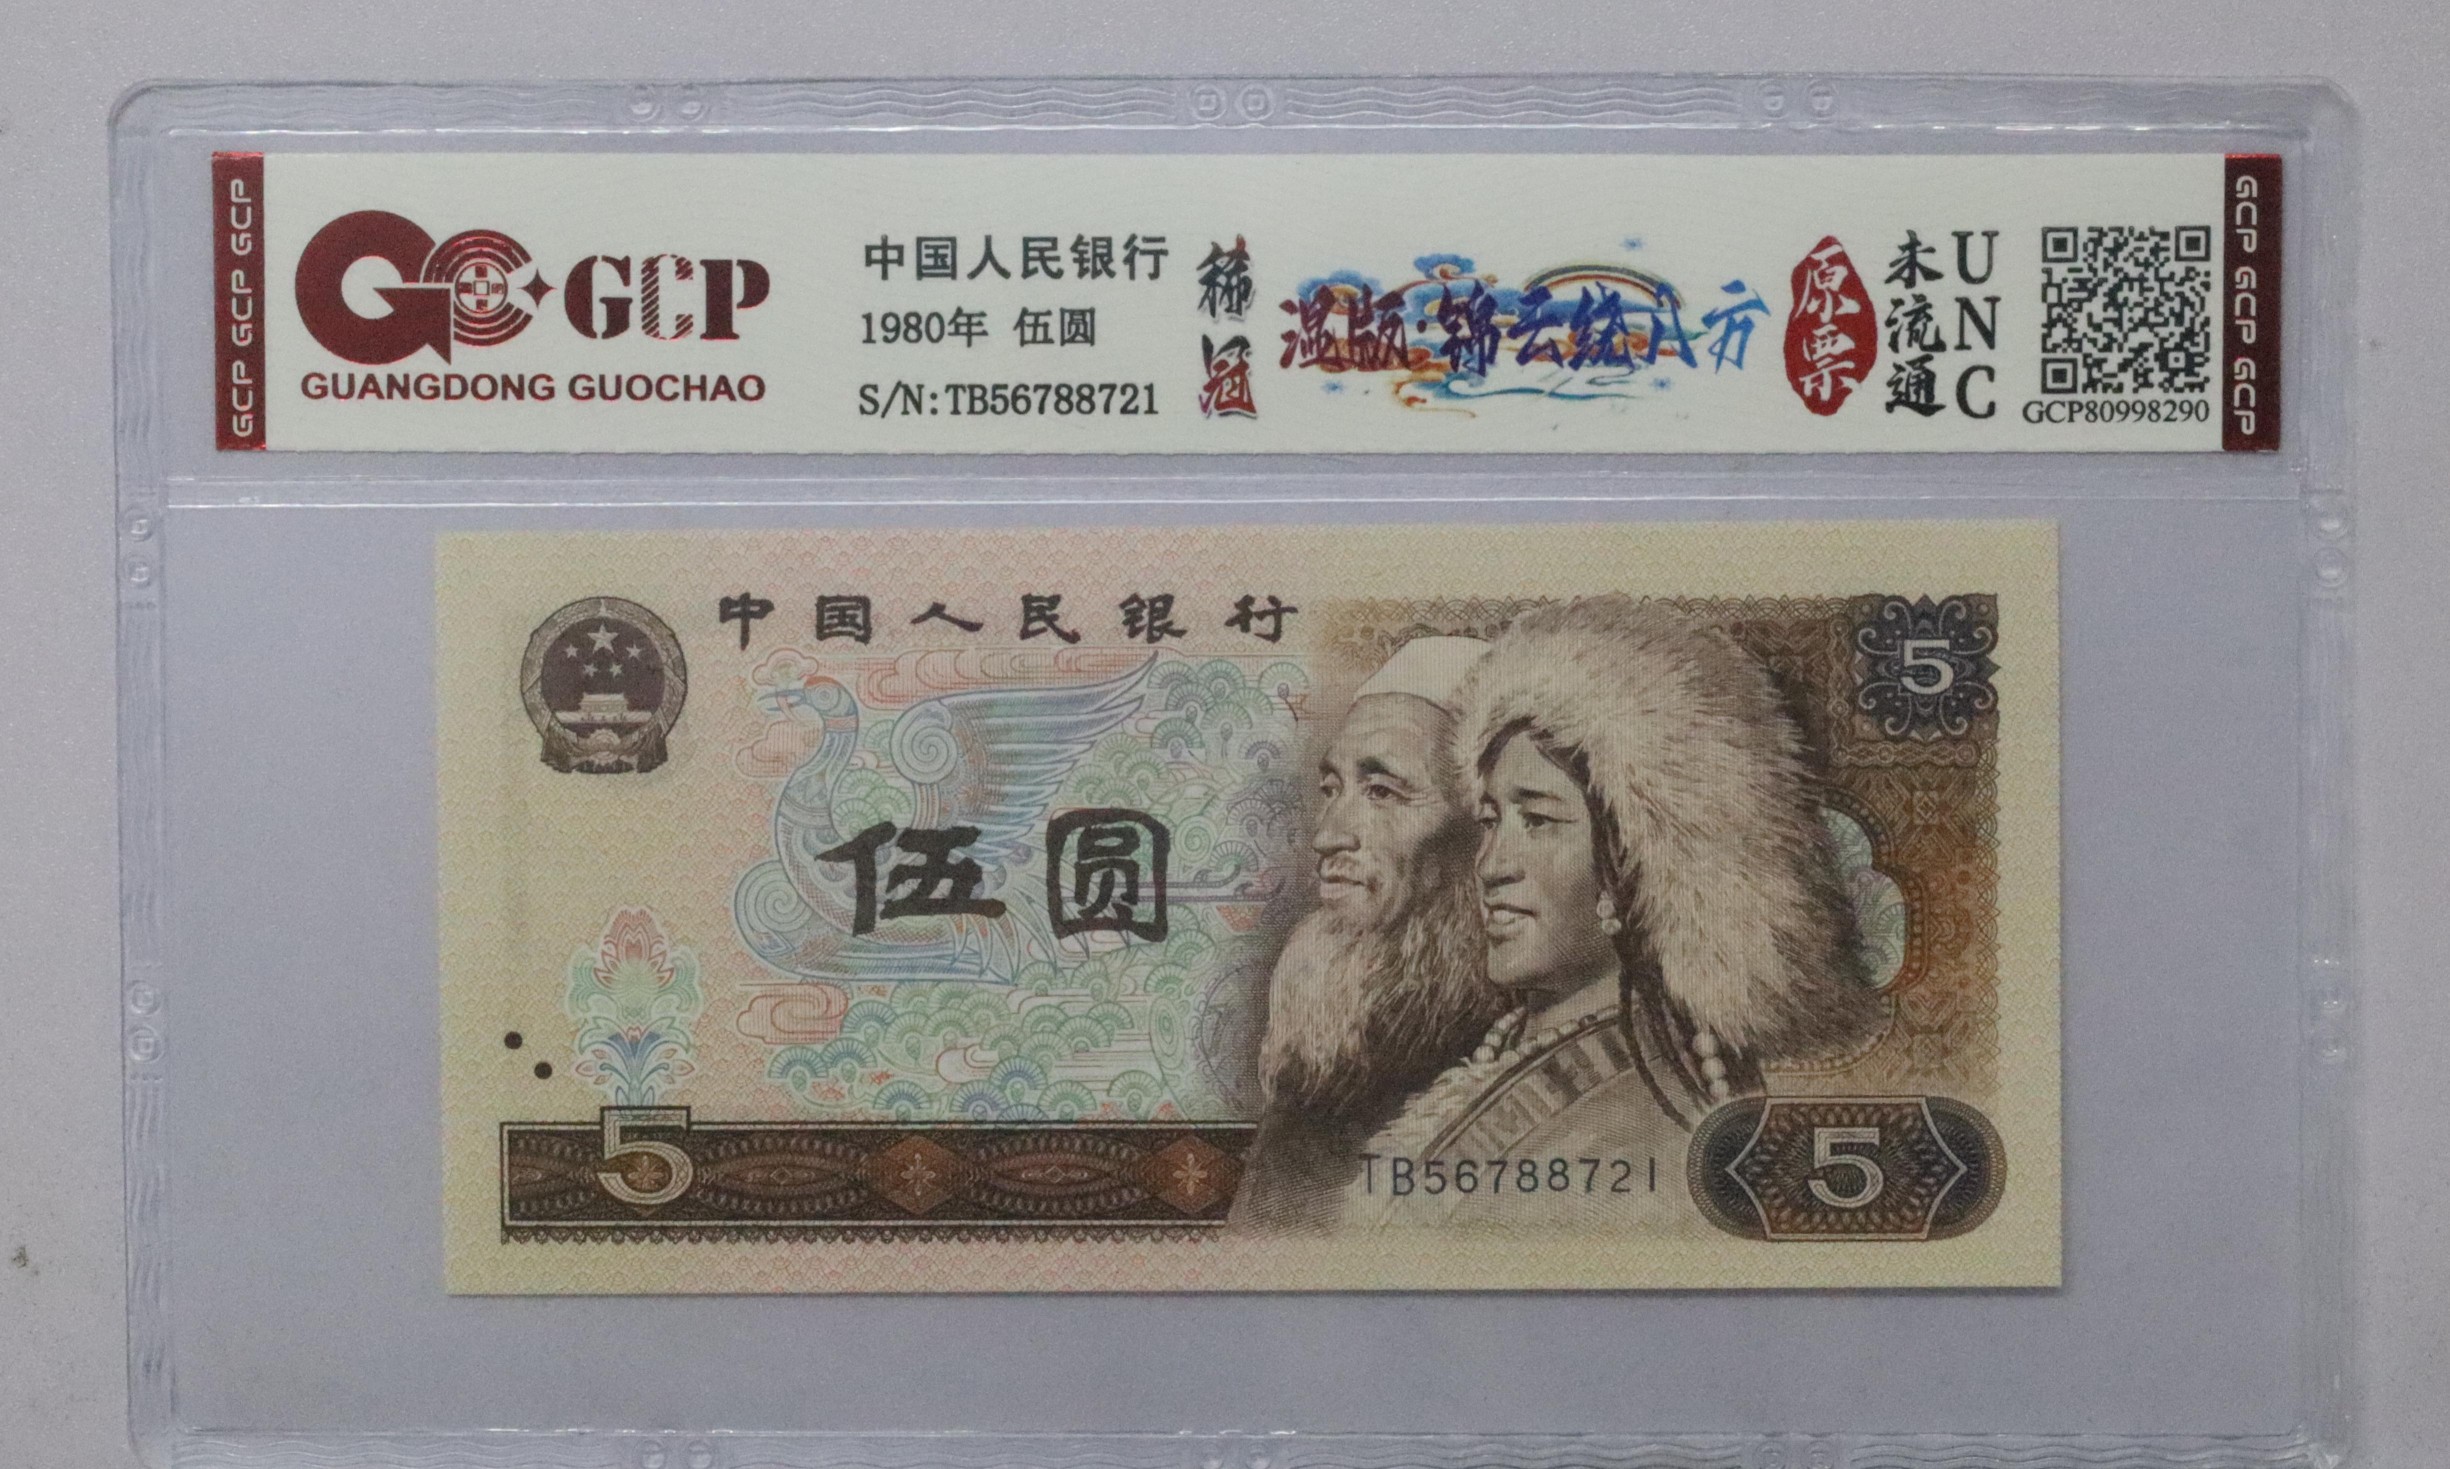 GCP GCP GCP
GCP
GUANGDONG GUOCHAO
中国人民银行
1980年 伍圆
S/N:TB56788721
稀冠
温版·锦云绕八方
原票
未流通
UNC
GCP80998290
GCP GCP GCP
中国人民银行
5
伍圆
5
TB56788721
5